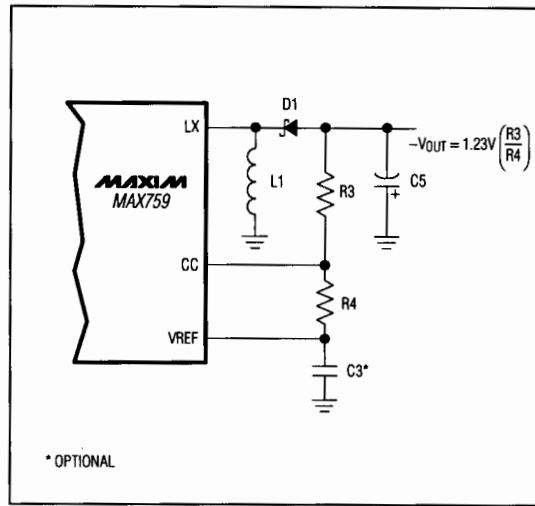 D1
LX
−VOUT = 1.23V (R3/R4)
MAXIM
MAX759
L1
R3
C5
+
CC
R4
VREF
C3*
* OPTIONAL